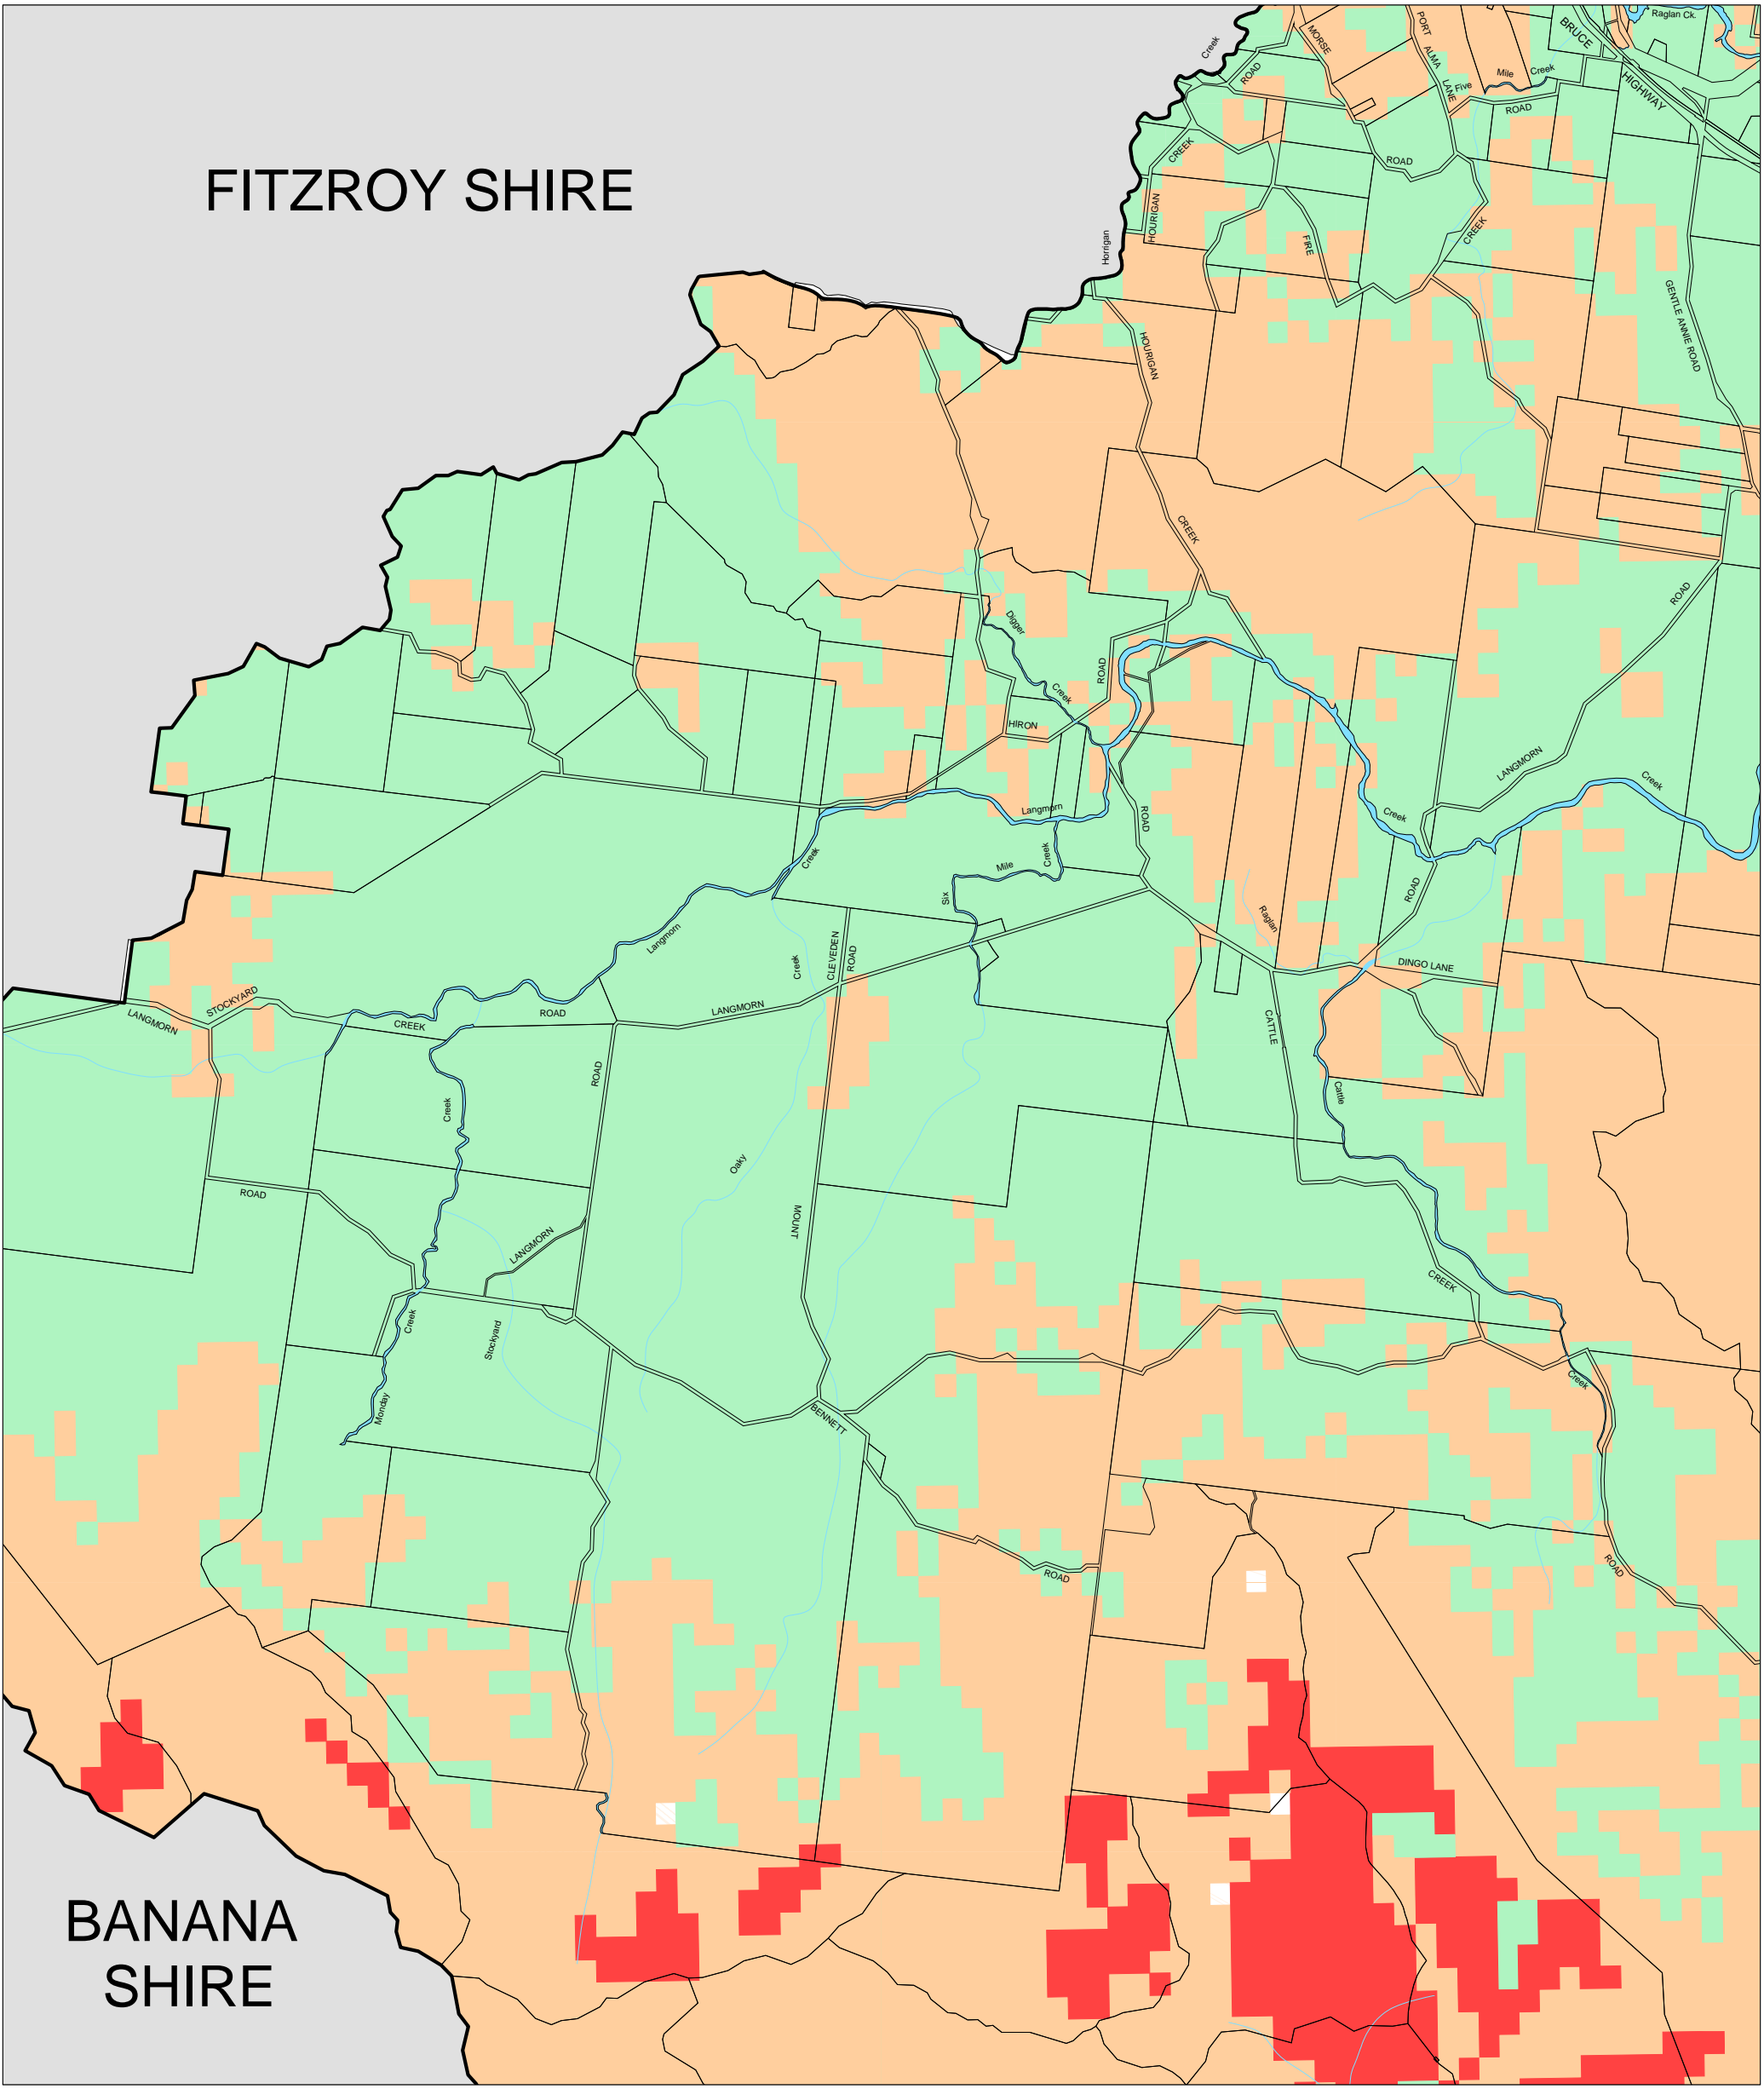 Raglan Ck.
BRUCE
HIGHWAY
PORT
ALMA
LANE
MORSE
Creek
ROAD
Five
Mile
Creek
ROAD
ROAD
CREEK
HOURIGAN
FIRE
CREEK
FITZROY SHIRE
Horrigan
GENTLE ANNIE ROAD
HOURIGAN
CREEK
ROAD
Digger
Creek
ROAD
HIRON
LANGMORN
Creek
Creek
Langmorn
ROAD
Creek
Mile
Creek
Six
ROAD
Raglan
Langmorn
CLEVEDEN
ROAD
Creek
DINGO LANE
STOCKYARD
LANGMORN
CREEK
ROAD
LANGMORN
CATTLE
ROAD
Creek
Cattle
Oaky
ROAD
MOUNT
LANGMORN
CREEK
Creek
Stockyard
Creek
Monday
BENNETT
ROAD
ROAD
BANANA
SHIRE